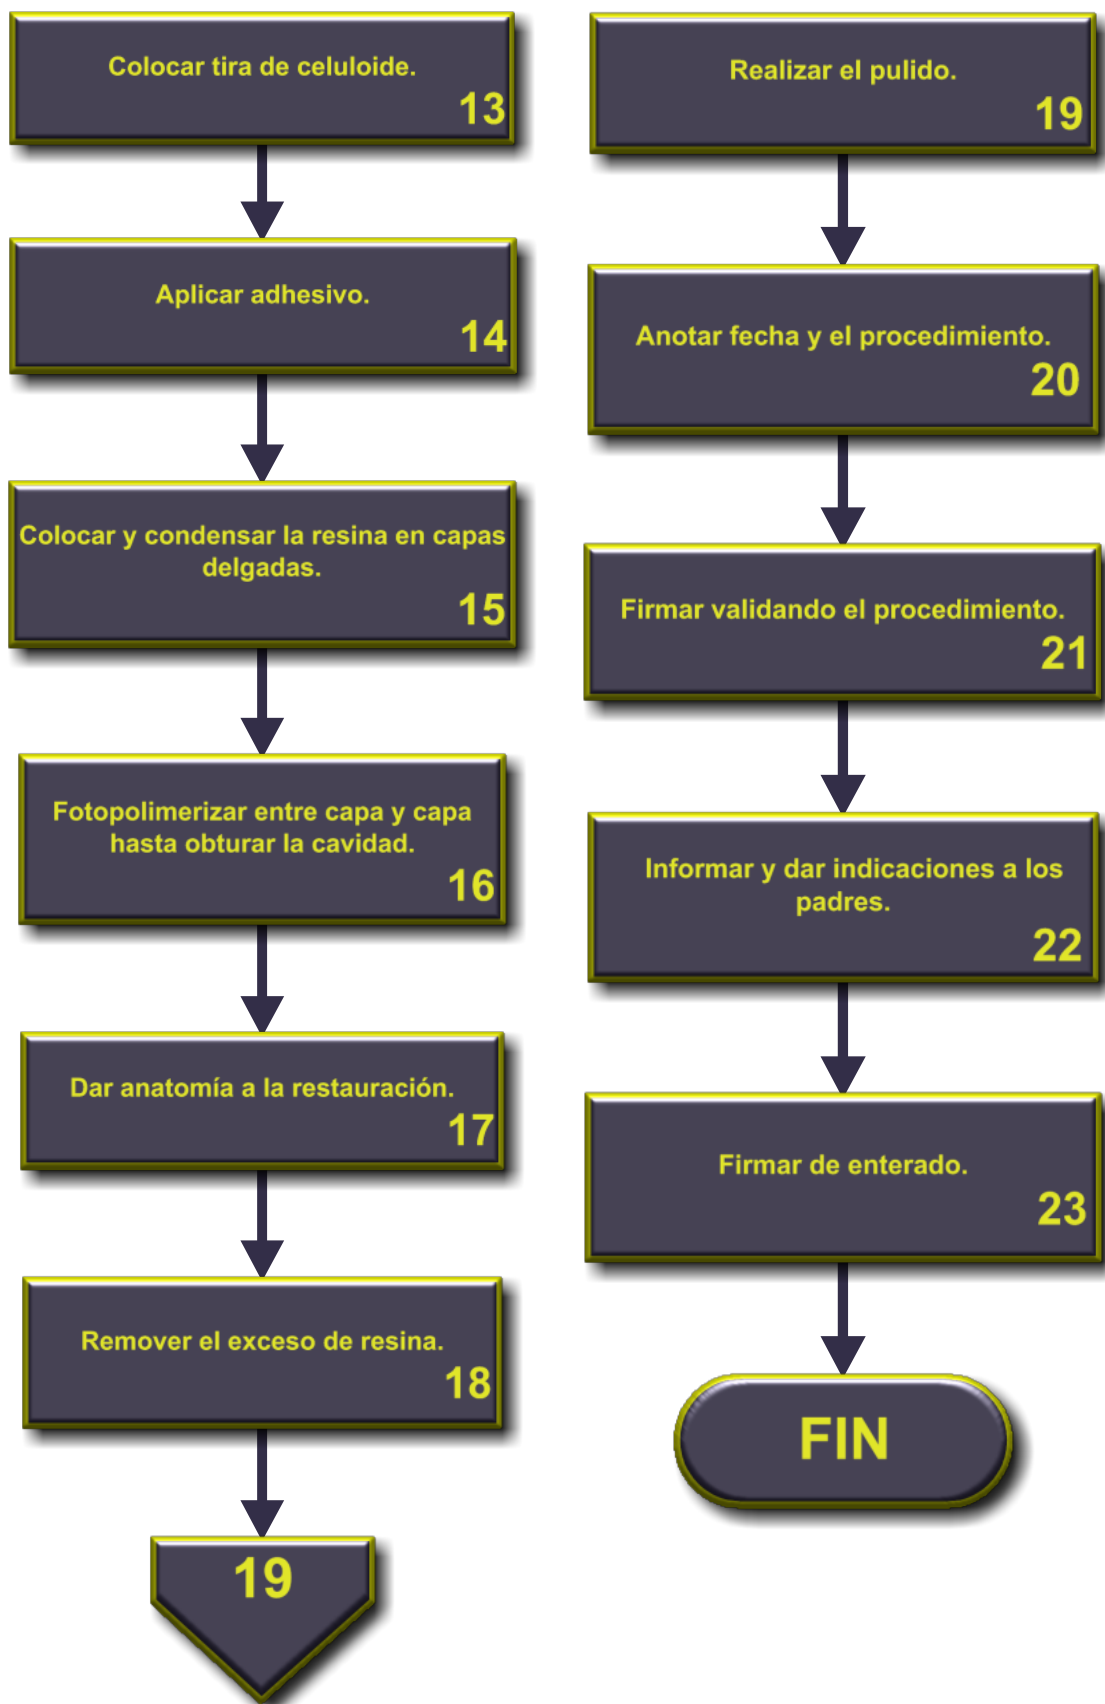 Colocar tira de celuloide.
13
Aplicar adhesivo.
14
Colocar y condensar la resina en capas
delgadas.
15
Fotopolimerizar entre capa y capa
hasta obturar la cavidad.
16
Dar anatomía a la restauración.
17
Remover el exceso de resina.
18
19
Realizar el pulido.
19
Anotar fecha y el procedimiento.
20
Firmar validando el procedimiento.
21
Informar y dar indicaciones a los
padres.
22
Firmar de enterado.
23
FIN